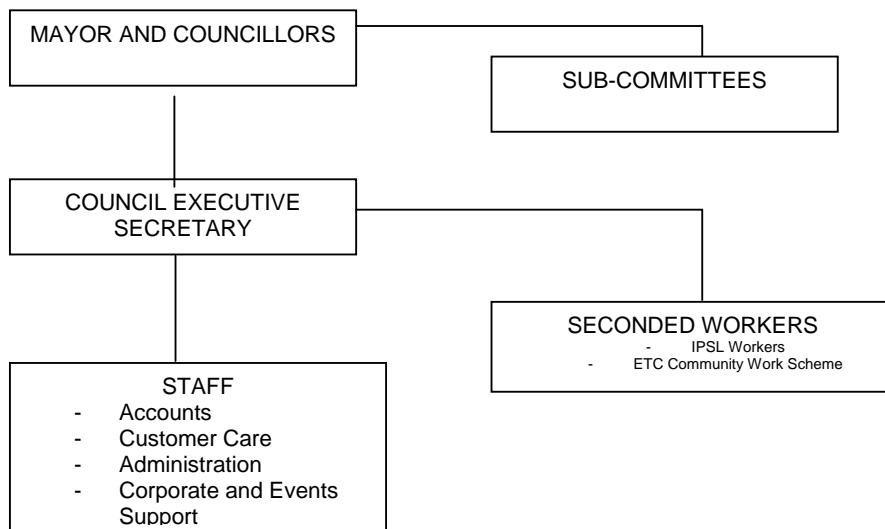 MAYOR AND COUNCILLORS
SUB-COMMITTEES
COUNCIL EXECUTIVE
SECRETARY
SECONDED WORKERS
- IPSL Workers
- ETC Community Work Scheme
STAFF
- Accounts
- Customer Care
- Administration
- Corporate and Events
Support